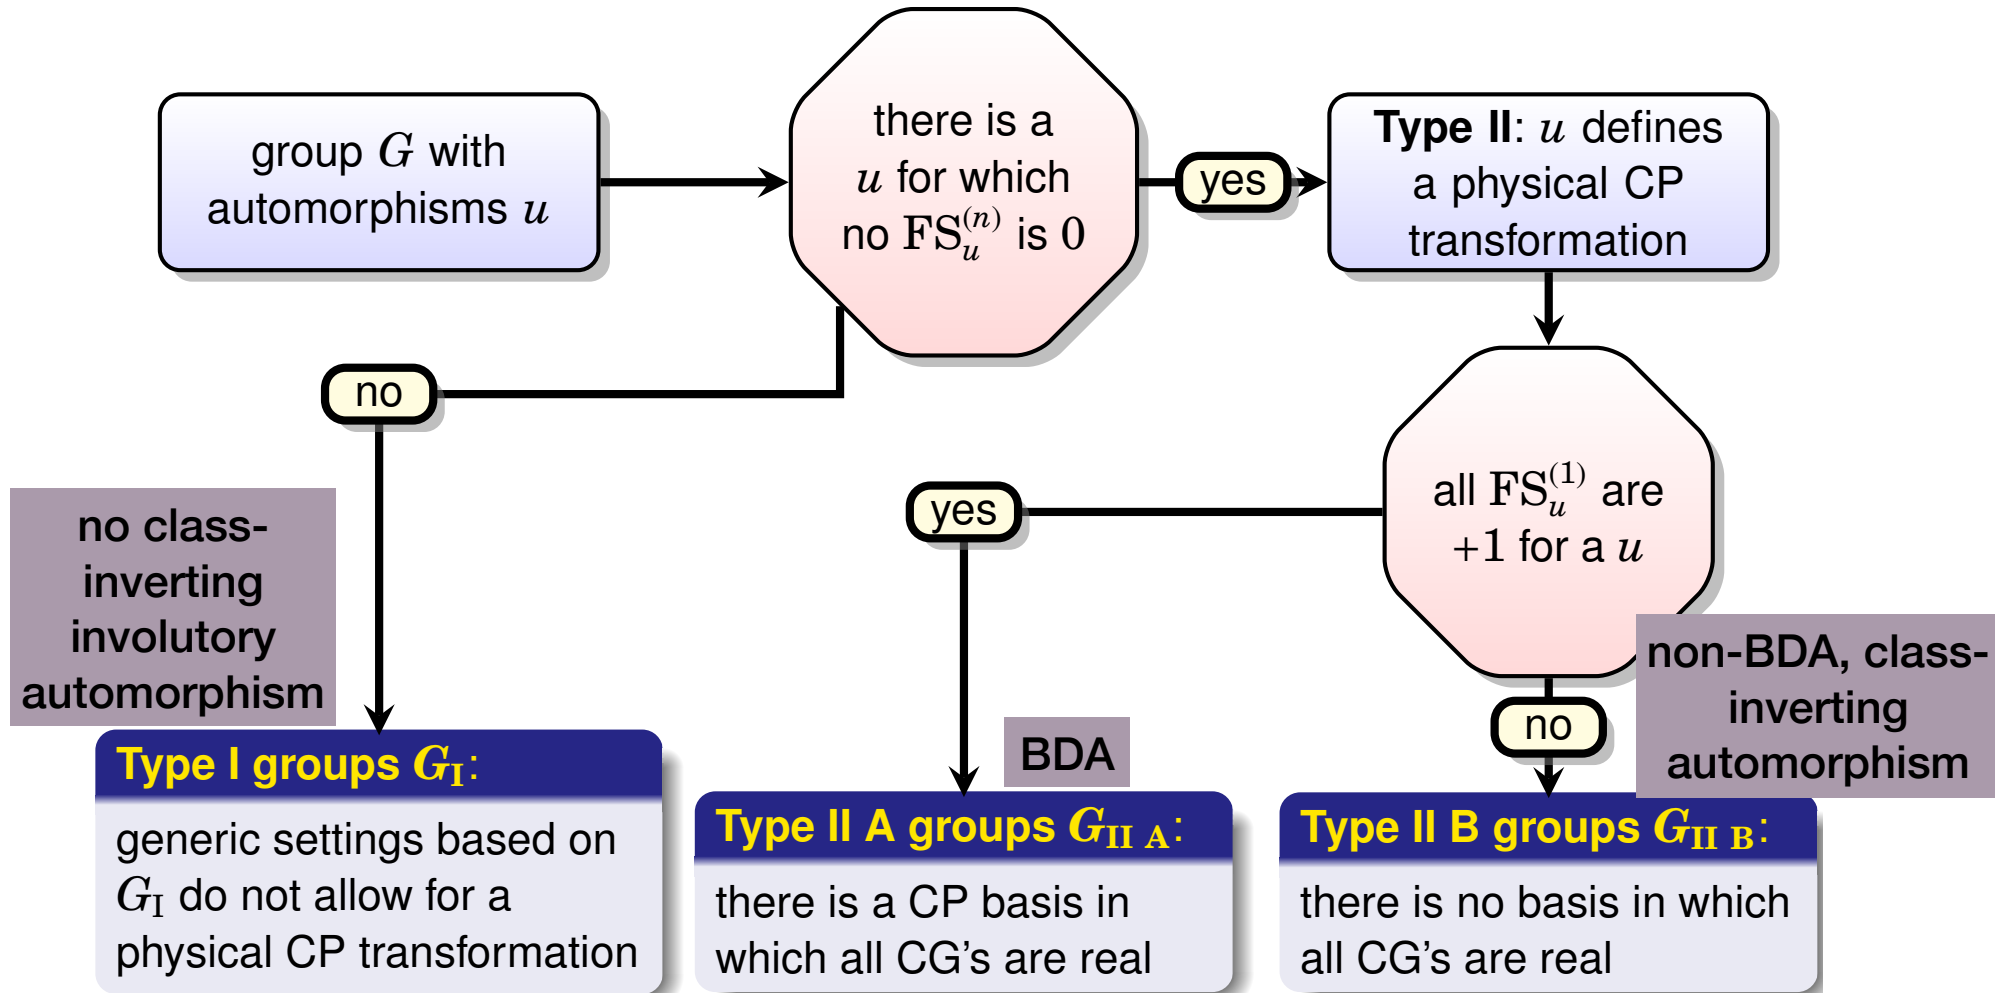 group G with
automorphisms u
there is a
u for which
no FS_u^(n) is 0
yes
Type II: u defines
a physical CP
transformation
no
no class-
inverting
involutory
automorphism
yes
all FS_u^(1) are
+1 for a u
non-BDA, class-
inverting
automorphism
no
BDA
Type I groups G_I:
generic settings based on
G_I do not allow for a
physical CP transformation
Type II A groups G_II A:
there is a CP basis in
which all CG's are real
Type II B groups G_II B:
there is no basis in which
all CG's are real